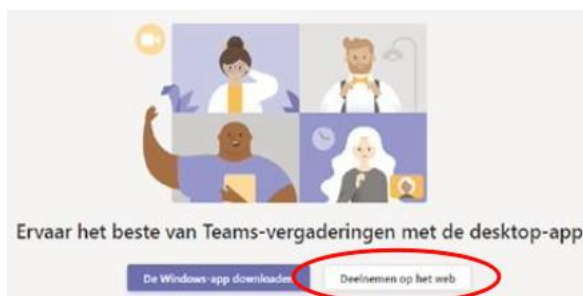 Ervaar het beste van Teams-vergaderingen met de desktop-app
De Windows-app downloaden
Deelnemen op het web